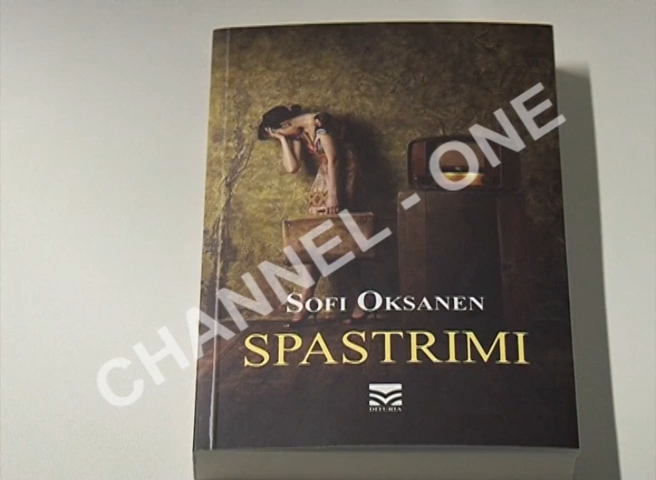 SOFI OKSANEN
SPASTRIMI
DITURIA
CHANNEL - ONE